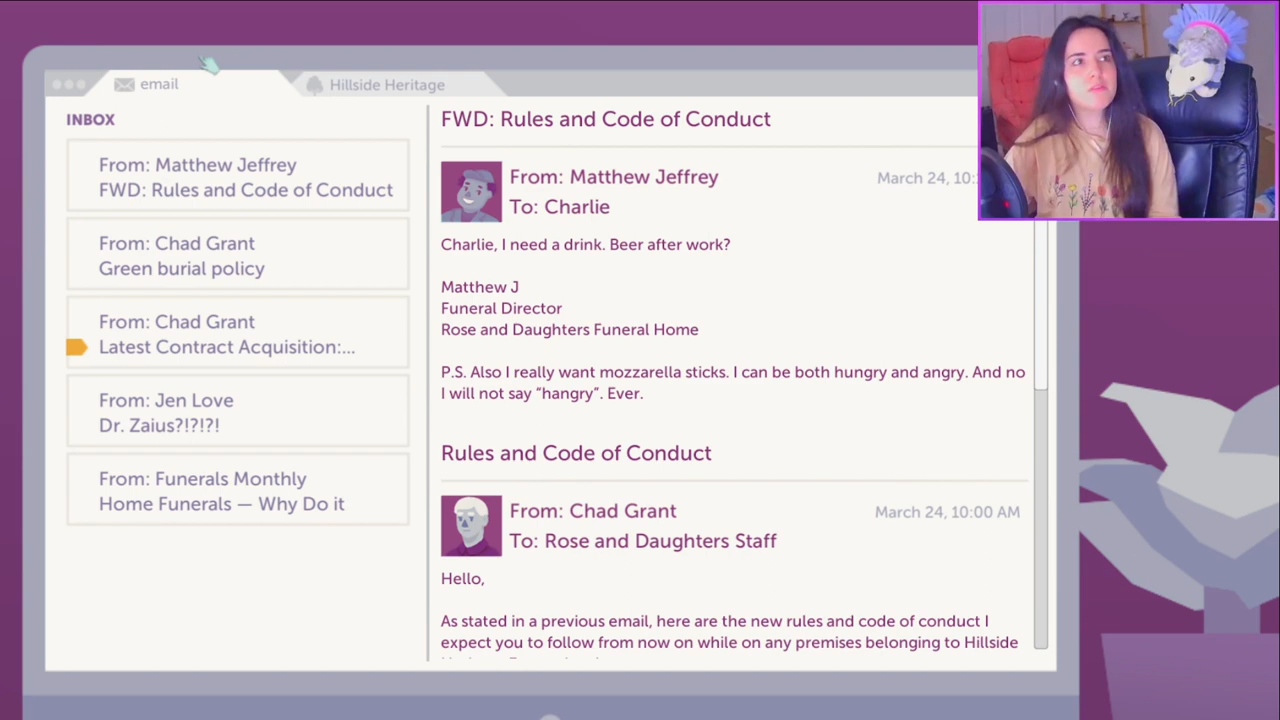 email
Hillside Heritage
INBOX
From: Matthew Jeffrey
FWD: Rules and Code of Conduct
From: Chad Grant
Green burial policy
From: Chad Grant
Latest Contract Acquisition:...
From: Jen Love
Dr. Zaius?!?!?!
From: Funerals Monthly
Home Funerals — Why Do it
FWD: Rules and Code of Conduct
From: Matthew Jeffrey
March 24, 10:
To: Charlie
Charlie, I need a drink. Beer after work?
Matthew J
Funeral Director
Rose and Daughters Funeral Home
P.S. Also I really want mozzarella sticks. I can be both hungry and angry. And no
I will not say “hangry”. Ever.
Rules and Code of Conduct
From: Chad Grant
March 24, 10:00 AM
To: Rose and Daughters Staff
Hello,
As stated in a previous email, here are the new rules and code of conduct I
expect you to follow from now on while on any premises belonging to Hillside